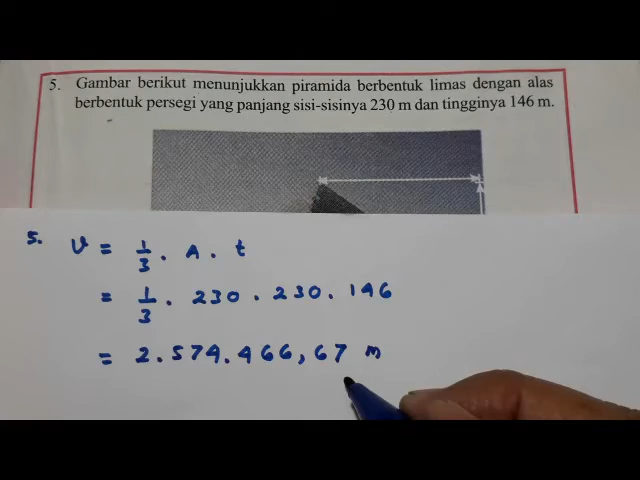 5. Gambar berikut menunjukkan piramida berbentuk limas dengan alas
berbentuk persegi yang panjang sisi-sisinya 230 m dan tingginya 146 m.
5. V = 1/3 . A . t
= 1/3 . 230 . 230 . 146
= 2.574.466,67 m